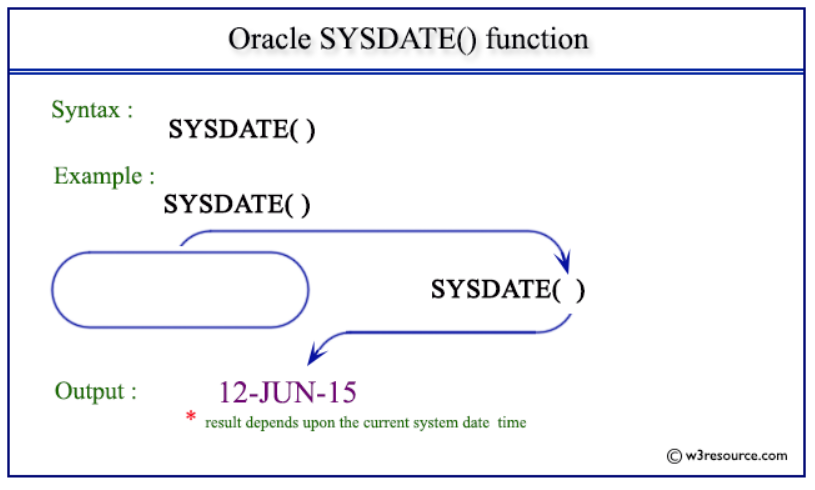 Oracle SYSDATE() function
Syntax :
SYSDATE( )
Example :
SYSDATE( )
SYSDATE(  )
Output :
12-JUN-15
* result depends upon the current system date time
© w3resource.com